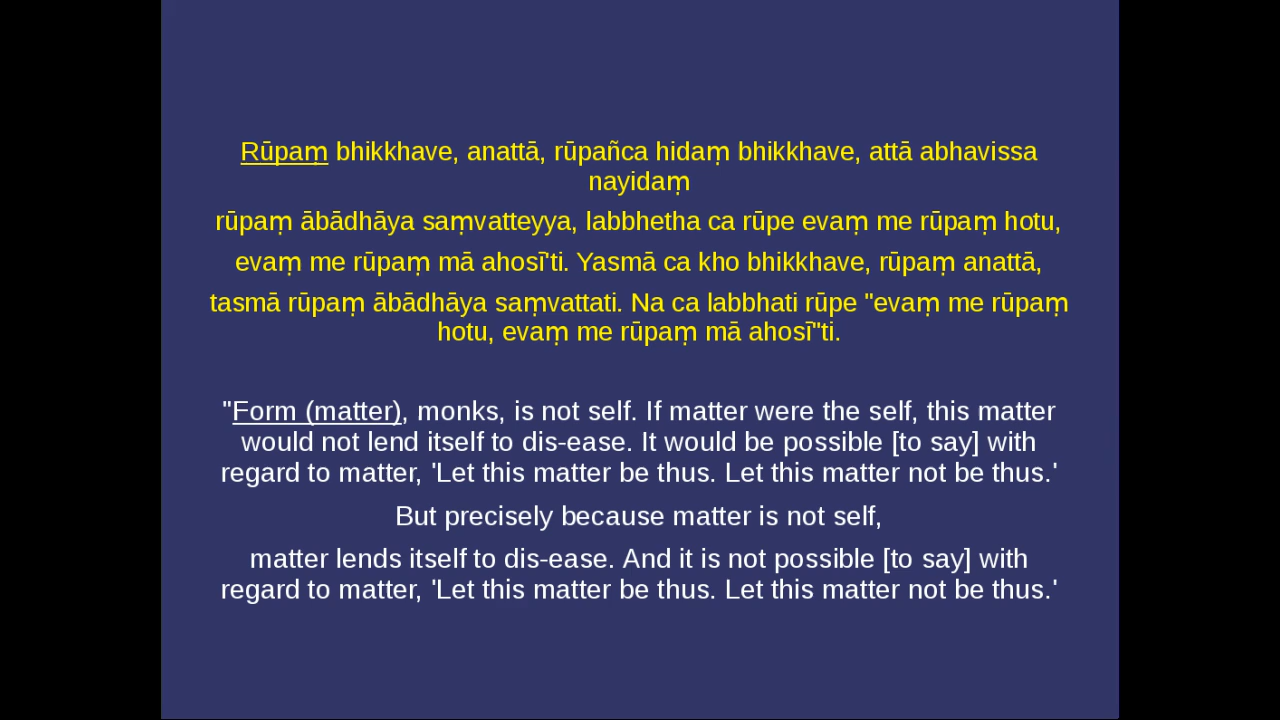 Rūpaṃ bhikkhave, anattā, rūpañca hidaṃ bhikkhave, attā abhavissa
nayidaṃ
rūpaṃ ābādhāya saṃvatteyya, labbhetha ca rūpe evaṃ me rūpaṃ hotu,
evaṃ me rūpaṃ mā ahosī'ti. Yasmā ca kho bhikkhave, rūpaṃ anattā,
tasmā rūpaṃ ābādhāya saṃvattati. Na ca labbhati rūpe "evaṃ me rūpaṃ
hotu, evaṃ me rūpaṃ mā ahosī"ti.
"Form (matter), monks, is not self. If matter were the self, this matter
would not lend itself to dis-ease. It would be possible [to say] with
regard to matter, 'Let this matter be thus. Let this matter not be thus.'
But precisely because matter is not self,
matter lends itself to dis-ease. And it is not possible [to say] with
regard to matter, 'Let this matter be thus. Let this matter not be thus.'